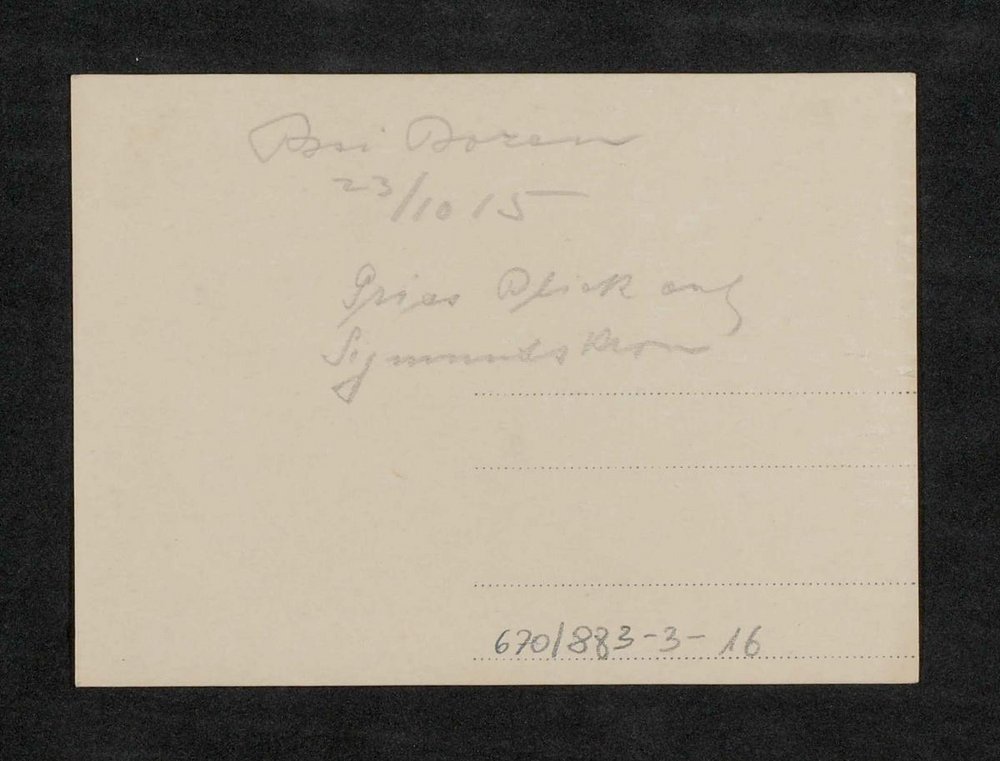 Bei Bozen
23/10 15
Gries Blick auf
Sigmundskron
670/883-3-16